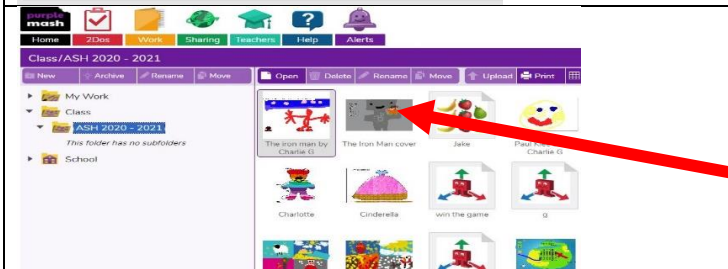 purple
mash
Home 2Dos Work Sharing Teachers Help Alerts
Class/ASH 2020 - 2021
New Archive Rename Move Open Delete Rename Move Upload Print
My Work
Class
ASH 2020 - 2021
This folder has no subfolders
School
The iron man by
Charlie G
The Iron Man cover
Jake
Paul
Charlie G
Charlotte
Cinderella
win the game
g